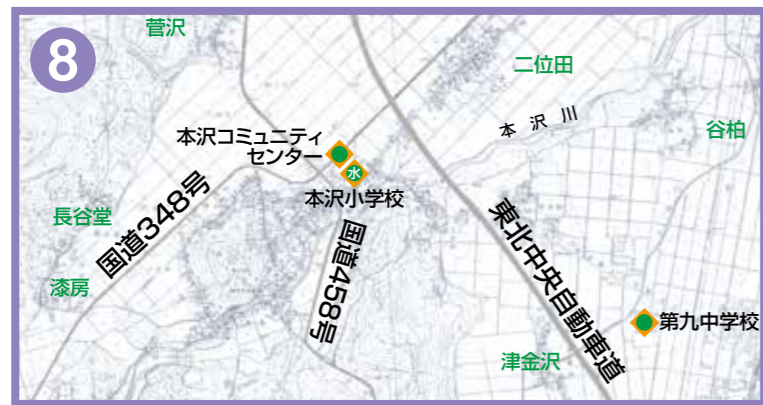 8
菅沢
二位田
本沢川
谷柏
本沢コミュニティ
センター
水
本沢小学校
長谷堂
国道348号
漆房
国道458号
東北中央自動車道
第九中学校
津金沢